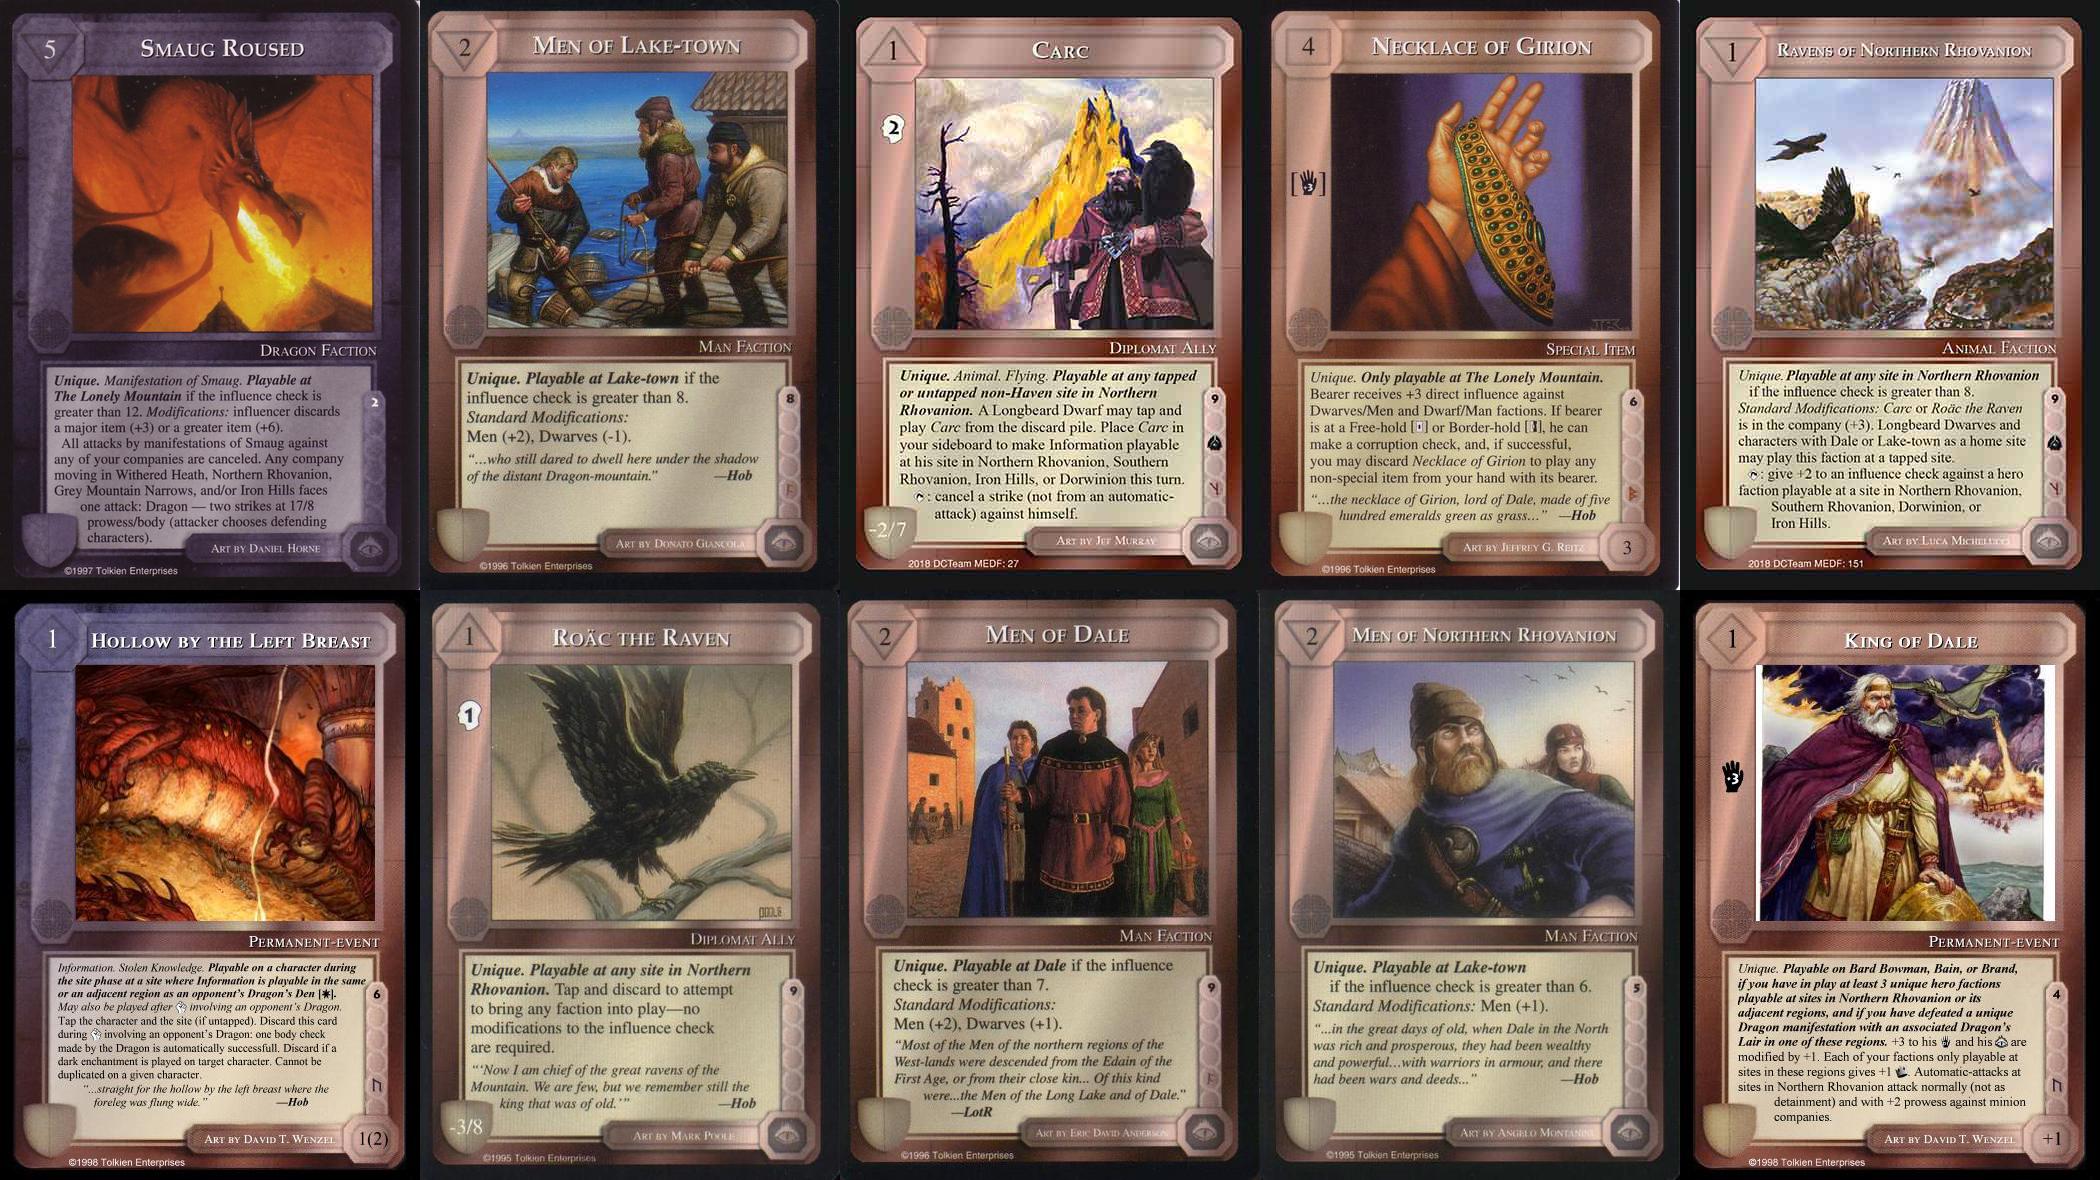 5
SMAUG ROUSED
DRAGON FACTION
Unique. Manifestation of Smaug. Playable at
The Lonely Mountain if the influence check is
greater than 12. Modifications: influencer discards
a major item (+3) or a greater item (+6).
All attacks by manifestations of Smaug against
any of your companies are canceled. Any company
moving in Withered Heath, Northern Rhovanion,
Grey Mountain Narrows, and/or Iron Hills faces
one attack: Dragon — two strikes at 17/8
prowess/body (attacker chooses defending
characters).
2
ART BY DANIEL HORNE
©1997 Tolkien Enterprises
2
MEN OF LAKE-TOWN
MAN FACTION
Unique. Playable at Lake-town if the
influence check is greater than 8.
Standard Modifications:
Men (+2), Dwarves (-1).
“...who still dared to dwell here under the shadow
of the distant Dragon-mountain.” —Hob
8
ART BY DONATO GIANCOLA
©1996 Tolkien Enterprises
1
CARC
2
DIPLOMAT ALLY
Unique. Animal. Flying. Playable at any tapped
or untapped non-Haven site in Northern
Rhovanion. A Longbeard Dwarf may tap and
play Carc from the discard pile. Place Carc in
your sideboard to make Information playable
at his site in Northern Rhovanion, Southern
Rhovanion, Iron Hills, or Dorwinion this turn.
: cancel a strike (not from an automatic-
attack) against himself.
9
-2/7
ART BY JEF MURRAY
2018 DCTeam MEDF: 27
4
NECKLACE OF GIRION
[+3]
SPECIAL ITEM
Unique. Only playable at The Lonely Mountain.
Bearer receives +3 direct influence against
Dwarves/Men and Dwarf/Man factions. If bearer
is at a Free-hold [] or Border-hold [], he can
make a corruption check, and, if successful,
you may discard Necklace of Girion to play any
non-special item from your hand with its bearer.
“...the necklace of Girion, lord of Dale, made of five
hundred emeralds green as grass...” —Hob
6
ART BY JEFFREY G. REITZ
3
©1996 Tolkien Enterprises
1
RAVENS OF NORTHERN RHOVANION
ANIMAL FACTION
Unique. Playable at any site in Northern Rhovanion
if the influence check is greater than 8.
Standard Modifications: Carc or Roäc the Raven
is in the company (+3). Longbeard Dwarves and
characters with Dale or Lake-town as a home site
may play this faction at a tapped site.
: give +2 to an influence check against a hero
faction playable at a site in Northern Rhovanion,
Southern Rhovanion, Dorwinion, or
Iron Hills.
9
ART BY LUCA MICHELUCCI
2018 DCTeam MEDF: 151
1
HOLLOW BY THE LEFT BREAST
PERMANENT-EVENT
Information. Stolen Knowledge. Playable on a character during
the site phase at a site where Information is playable in the same
or an adjacent region as an opponent's Dragon's Den [].
May also be played after involving an opponent's Dragon.
Tap the character and the site (if untapped). Discard this card
during involving an opponent's Dragon: one body check
made by the Dragon is automatically successful. Discard if a
dark enchantment is played on target character. Cannot be
duplicated on a given character.
“...straight for the hollow by the left breast where the
foreleg was flung wide.” —Hob
6
ART BY DAVID T. WENZEL
1(2)
©1998 Tolkien Enterprises
1
ROÄC THE RAVEN
1
POOLE
DIPLOMAT ALLY
Unique. Playable at any site in Northern
Rhovanion. Tap and discard to attempt
to bring any faction into play—no
modifications to the influence check
are required.
“‘Now I am chief of the great ravens of the
Mountain. We are few, but we remember still the
king that was of old.’” —Hob
9
-3/8
ART BY MARK POOLE
©1995 Tolkien Enterprises
2
MEN OF DALE
MAN FACTION
Unique. Playable at Dale if the influence
check is greater than 7.
Standard Modifications:
Men (+2), Dwarves (+1).
“Most of the Men of the northern regions of the
West-lands were descended from the Edain of the
First Age, or from their close kin... Of this kind
were...the Men of the Long Lake and of Dale.”
—LotR
9
ART BY ERIC DAVID ANDERSON
©1996 Tolkien Enterprises
2
MEN OF NORTHERN RHOVANION
MAN FACTION
Unique. Playable at Lake-town
if the influence check is greater than 6.
Standard Modifications: Men (+1).
“...in the great days of old, when Dale in the North
was rich and prosperous, they had been wealthy
and powerful...with warriors in armour, and there
had been wars and deeds...” —Hob
5
ART BY ANGELO MONTANINI
©1995 Tolkien Enterprises
1
KING OF DALE
+3
PERMANENT-EVENT
Unique. Playable on Bard Bowman, Bain, or Brand,
if you have in play at least 3 unique hero factions
playable at sites in Northern Rhovanion or its
adjacent regions, and if you have defeated a unique
Dragon manifestation with an associated Dragon's
Lair in one of these regions. +3 to his and his are
modified by +1. Each of your factions only playable at
sites in these regions gives +1 . Automatic-attacks at
sites in Northern Rhovanion attack normally (not as
detainment) and with +2 prowess against minion
companies.
4
ART BY DAVID T. WENZEL
+1
©1998 Tolkien Enterprises